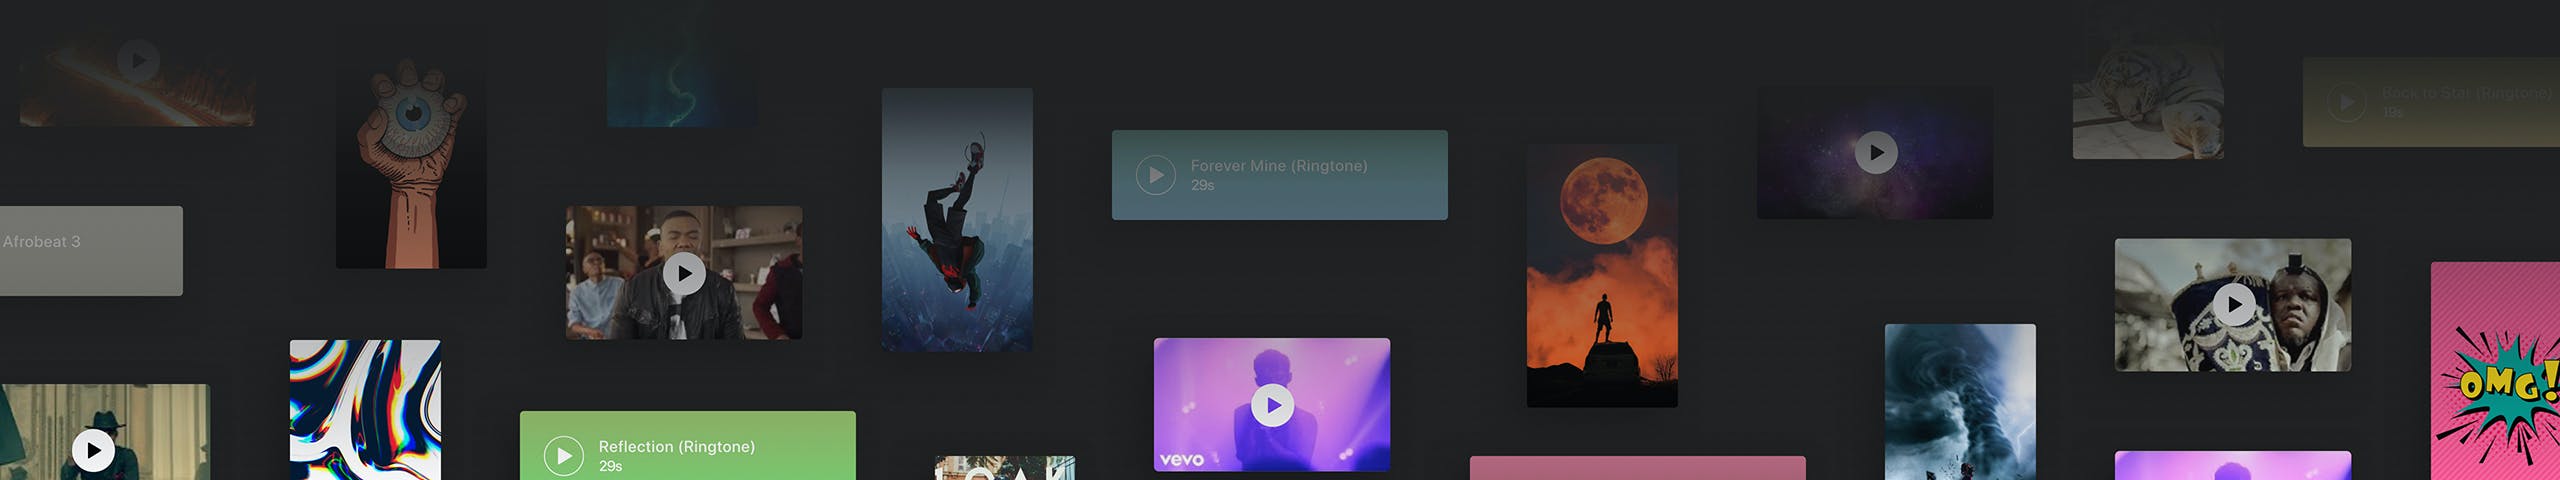 Back to Star (Ringtone)
19s
Forever Mine (Ringtone)
29s
Afrobeat 3
OMG!
Reflection (Ringtone)
29s
vevo